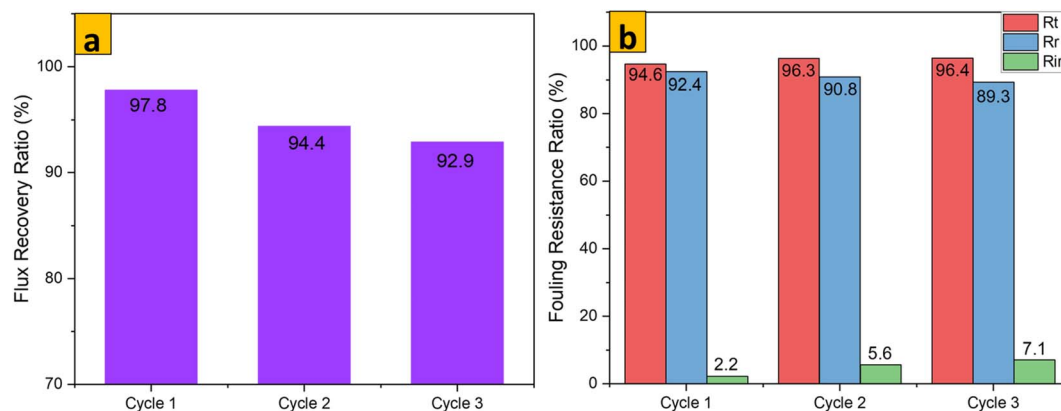 a
Flux Recovery Ratio (%)
100
90
80
70
97.8
94.4
92.9
Cycle 1
Cycle 2
Cycle 3
b
Rt
Rr
Rir
Fouling Resistance Ratio (%)
100
80
60
40
20
0
94.6
92.4
2.2
96.3
90.8
5.6
96.4
89.3
7.1
Cycle 1
Cycle 2
Cycle 3